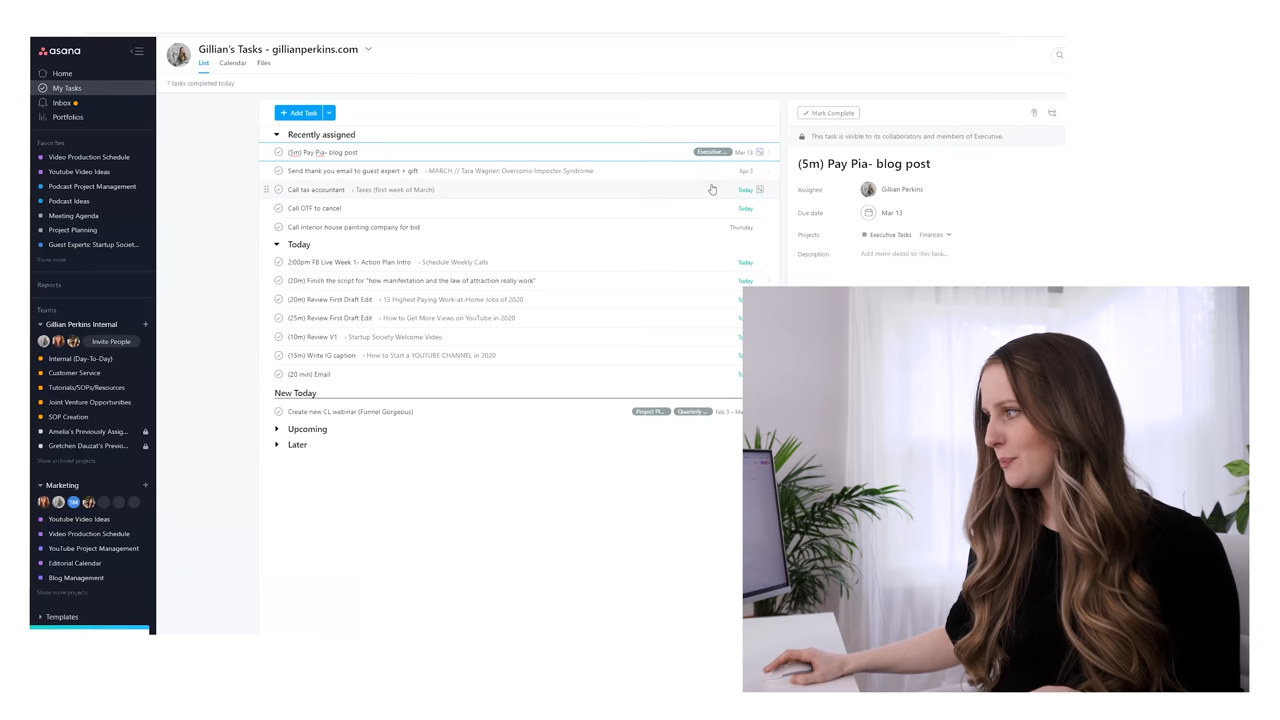 asana
Home
My Tasks
Inbox
Portfolios
Favorites
Video Production Schedule
Youtube Video Ideas
Podcast Project Management
Podcast Ideas
Meeting Agenda
Project Planning
Guest Experts: Startup Societ...
Show more
Reports
Teams
Gillian Perkins Internal
Invite People
Internal (Day-To-Day)
Customer Service
Tutorials/SOPs/Resources
Joint Venture Opportunities
SOP Creation
Amelia's Previously Assig...
Gretchen Dauzat's Previo...
Show archived projects
Marketing
SM
Youtube Video Ideas
Video Production Schedule
YouTube Project Management
Editorial Calendar
Blog Management
Show more projects
Templates
Gillian's Tasks - gillianperkins.com
List Calendar Files
7 tasks completed today
+ Add Task
Recently assigned
(5m) Pay Pia- blog post Executive ... Mar 13
Send thank you email to guest expert + gift ‹ MARCH // Tara Wagner: Overcome Impostor Syndrome Apr 3
Call tax accountant ‹ Taxes (first week of March) Today
Call DTF to cancel Today
Call interior house painting company for bid Thursday
Today
2:00pm FB Live Week 1- Action Plan Intro ‹ Schedule Weekly Calls Today
(20m) Finish the script for "how manifestation and the law of attraction really work" Today
(20m) Review First Draft Edit ‹ 13 Highest Paying Work-at-Home Jobs of 2020
(25m) Review First Draft Edit ‹ How to Get More Views on YouTube in 2020
(10m) Review V1 ‹ Startup Society Welcome Video
(15m) Write IG caption ‹ How to Start a YOUTUBE CHANNEL in 2020
(20 min) Email
New Today
Create new CL webinar (Funnel Gorgeous) Project Pl... Quarterly ... Feb 3 – Ma
Upcoming
Later
Mark Complete
This task is visible to its collaborators and members of Executive.
(5m) Pay Pia- blog post
Assignee Gillian Perkins
Due date Mar 13
Projects Executive Tasks Finances
Description Add more detail to this task...